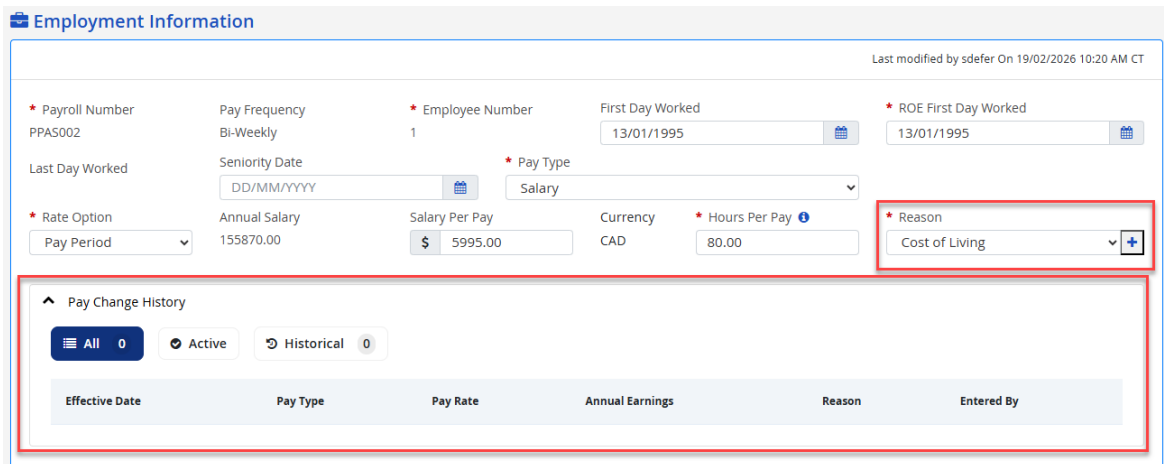 Employment Information
Last modified by sdefer On 19/02/2026 10:20 AM CT
* Payroll Number Pay Frequency * Employee Number First Day Worked * ROE First Day Worked
PPAS002 Bi-Weekly 1 13/01/1995 13/01/1995
Last Day Worked Seniority Date * Pay Type
DD/MM/YYYY Salary
* Rate Option Annual Salary Salary Per Pay Currency * Hours Per Pay * Reason
Pay Period 155870.00 $ 5995.00 CAD 80.00 Cost of Living +
Pay Change History
All 0 Active Historical 0
Effective Date Pay Type Pay Rate Annual Earnings Reason Entered By